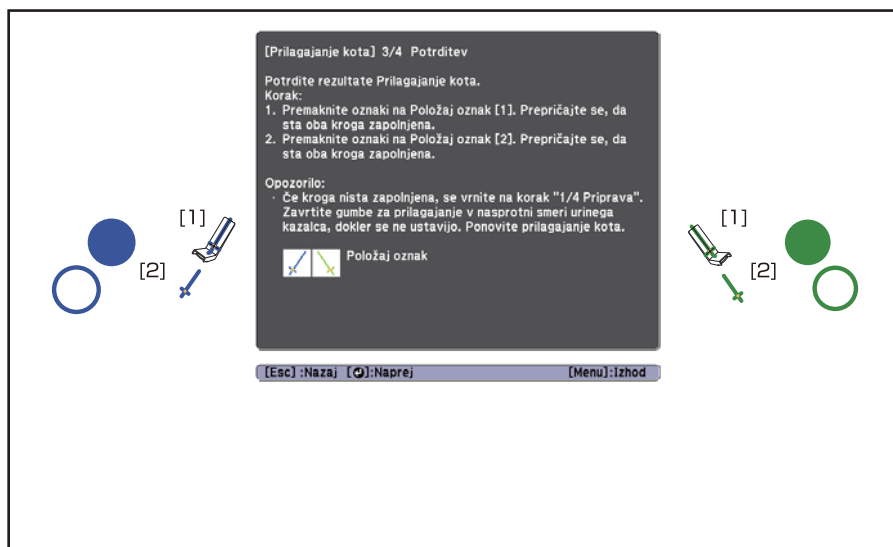 [Prilagajanje kota] 3/4 Potrditev
Potrdite rezultate Prilagajanje kota.
Korak:
1. Premaknite oznaki na Položaj oznak [1]. Prepričajte se, da
sta oba kroga zapolnjena.
2. Premaknite oznaki na Položaj oznak [2]. Prepričajte se, da
sta oba kroga zapolnjena.
Opozorilo:
· Če kroga nista zapolnjena, se vrnite na korak "1/4 Priprava".
Zavrtite gumbe za prilagajanje v nasprotni smeri urinega
kazalca, dokler se ne ustavijo. Ponovite prilagajanje kota.
Položaj oznak
[1]
[2]
[1]
[2]
[Esc] :Nazaj [⏎]:Naprej [Menu]:Izhod